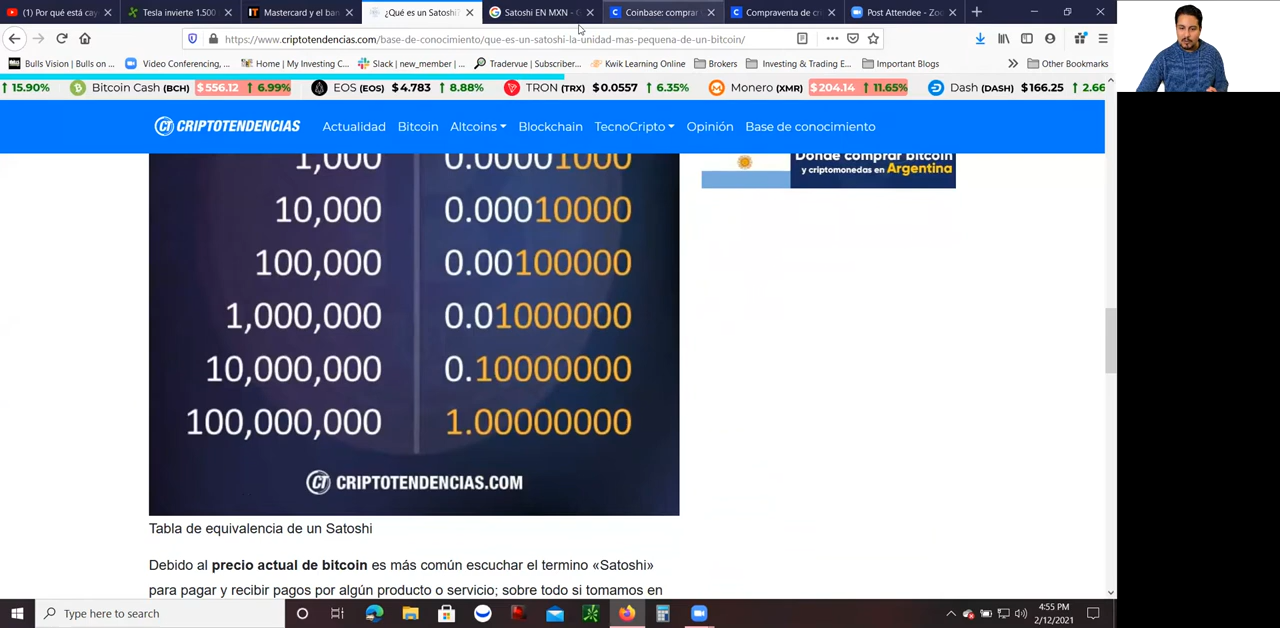 (1) Por qué está cay
Tesla invierte 1.500
Mastercard y el ban
¿Qué es un Satoshi?
Satoshi EN MXN -
Coinbase: comprar
Compraventa de cri
Post Attendee - Zo
https://www.criptotendencias.com/base-de-conocimiento/que-es-un-satoshi-la-unidad-mas-pequena-de-un-bitcoin/
Bulls Vision | Bulls on ...
Video Conferencing, ...
Home | My Investing C...
Slack | new_member | ...
Tradervue | Subscriber...
Kwik Learning Online
Brokers
Investing & Trading E...
Important Blogs
Other Bookmarks
15.90%
Bitcoin Cash (BCH) $556.12 6.99%
EOS (EOS) $4.783 8.88%
TRON (TRX) $0.0557 6.35%
Monero (XMR) $204.14 11.65%
Dash (DASH) $166.25 2.66
CT CRIPTOTENDENCIAS
Actualidad Bitcoin Altcoins Blockchain TecnoCripto Opinión Base de conocimiento
1,000 0.00001000
10,000 0.00010000
100,000 0.00100000
1,000,000 0.01000000
10,000,000 0.10000000
100,000,000 1.00000000
CT CRIPTOTENDENCIAS.COM
Dónde comprar bitcoin
y criptomonedas en Argentina
Tabla de equivalencia de un Satoshi
Debido al precio actual de bitcoin es más común escuchar el termino «Satoshi»
para pagar y recibir pagos por algún producto o servicio; sobre todo si tomamos en
Type here to search
4:55 PM
2/12/2021